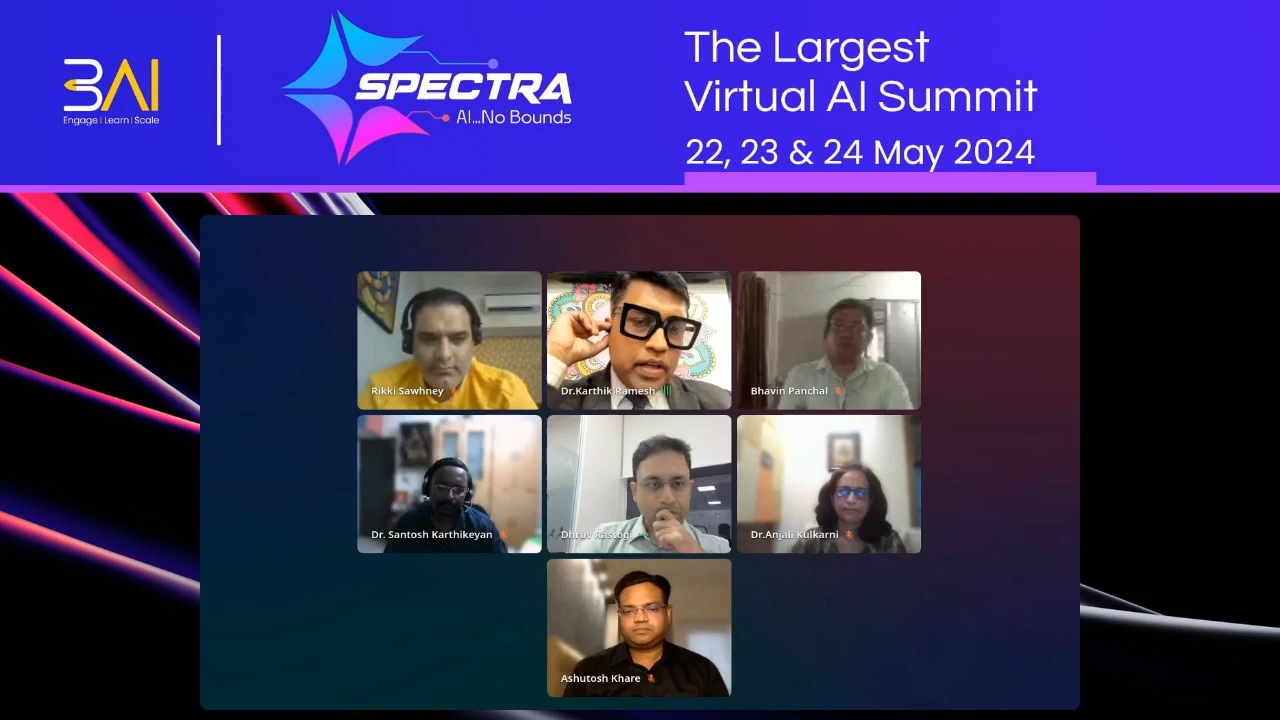 3AI
Engage | Learn | Scale
SPECTRA
AI...No Bounds
The Largest
Virtual AI Summit
22, 23 & 24 May 2024
Rikki Sawhney
Dr.Karthik Ramesh
Bhavin Panchal
Dr. Santosh Karthikeyan
Dhruv Rastogi
Dr.Anjali Kulkarni
Ashutosh Khare